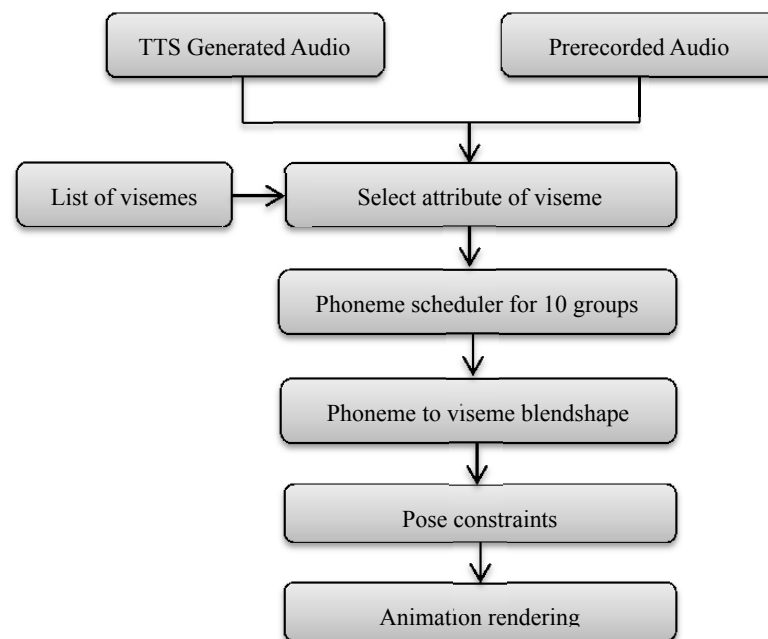 TTS Generated Audio
Prerecorded Audio
List of visemes
Select attribute of viseme
Phoneme scheduler for 10 groups
Phoneme to viseme blendshape
Pose constraints
Animation rendering